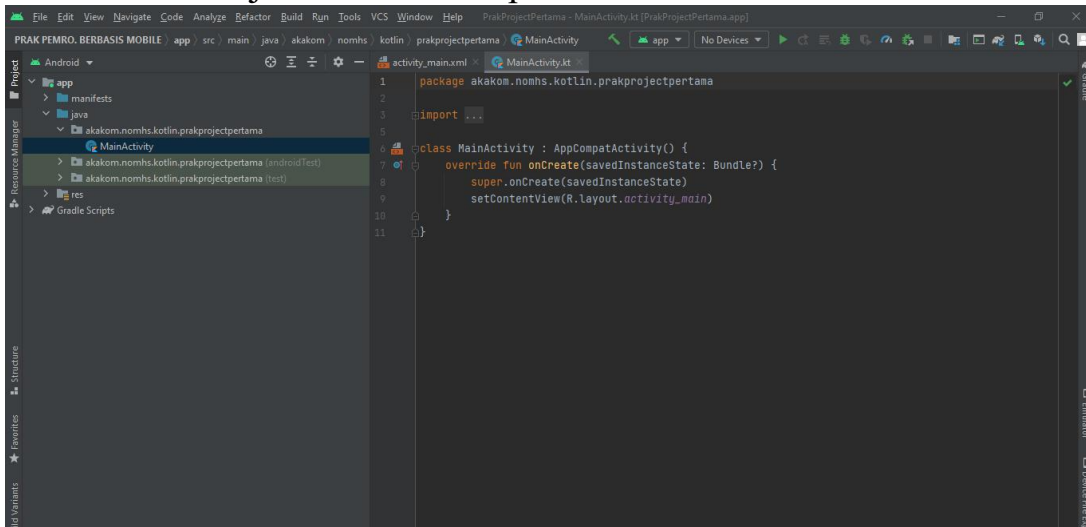 File Edit View Navigate Code Analyze Refactor Build Run Tools VCS Window Help PrakProjectPertama - MainActivity.kt [PrakProjectPertama.app]
PRAK PEMRO. BERBASIS MOBILE app src main java akakom nomhs kotlin prakprojectpertama MainActivity app No Devices
Project
Android
activity_main.xml
MainActivity.kt
app
manifests
java
akakom.nomhs.kotlin.prakprojectpertama
MainActivity
akakom.nomhs.kotlin.prakprojectpertama (androidTest)
akakom.nomhs.kotlin.prakprojectpertama (test)
res
Gradle Scripts
Resource Manager
Structure
Favorites
1 package akakom.nomhs.kotlin.prakprojectpertama
2
3 import ...
5
6 class MainActivity : AppCompatActivity() {
7 override fun onCreate(savedInstanceState: Bundle?) {
8 super.onCreate(savedInstanceState)
9 setContentView(R.layout.activity_main)
10 }
11 }
Variants